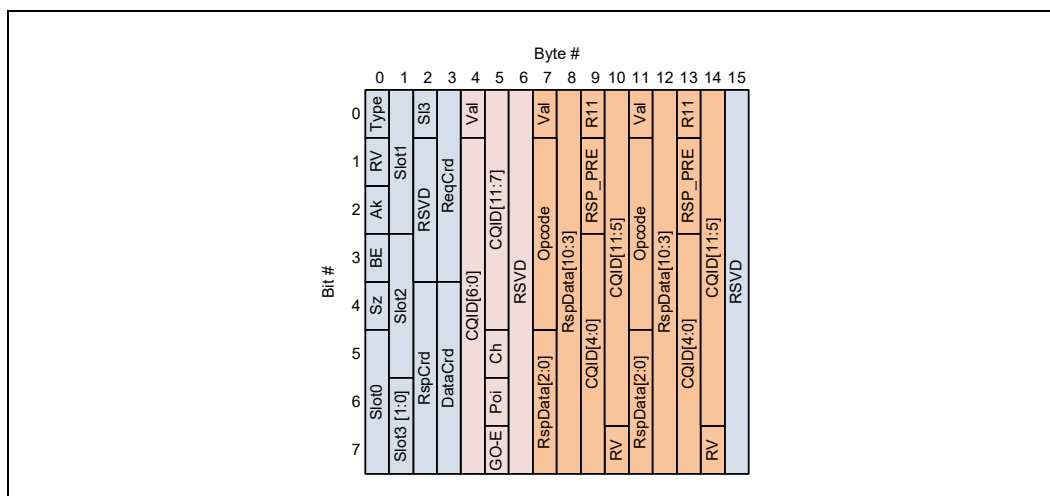 Byte #
0 1 2 3 4 5 6 7 8 9 10 11 12 13 14 15
Bit #
0
1
2
3
4
5
6
7
Type
RV
Ak
BE
Sz
Slot0
Slot1
Slot2
Slot3 [1:0]
Sl3
RSVD
RspCrd
ReqCrd
DataCrd
Val
CQID[6:0]
CQID[11:7]
Ch
Poi
GO-E
RSVD
Val
Opcode
RspData[2:0]
RspData[10:3]
R11
RSP_PRE
CQID[4:0]
CQID[11:5]
RV
Val
Opcode
RspData[2:0]
RspData[10:3]
R11
RSP_PRE
CQID[4:0]
CQID[11:5]
RV
RSVD